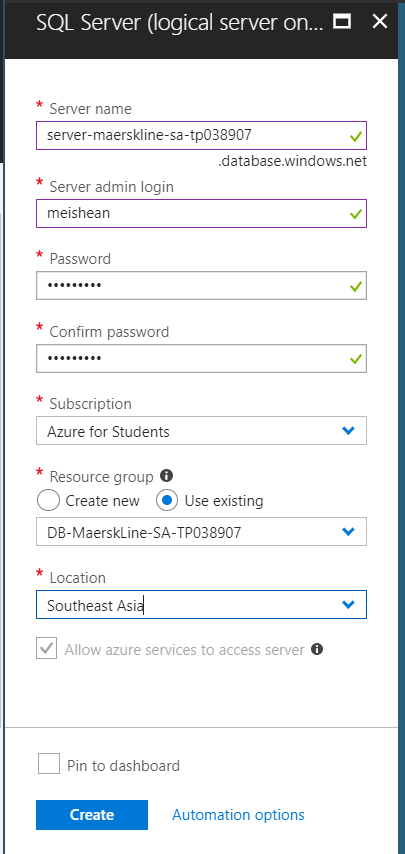 SQL Server (logical server on...
* Server name
server-maerskline-sa-tp038907
.database.windows.net
* Server admin login
meishean
* Password
•••••••••
* Confirm password
•••••••••
* Subscription
Azure for Students
* Resource group
Create new Use existing
DB-MaerskLine-SA-TP038907
* Location
Southeast Asia
Allow azure services to access server
Pin to dashboard
Create Automation options